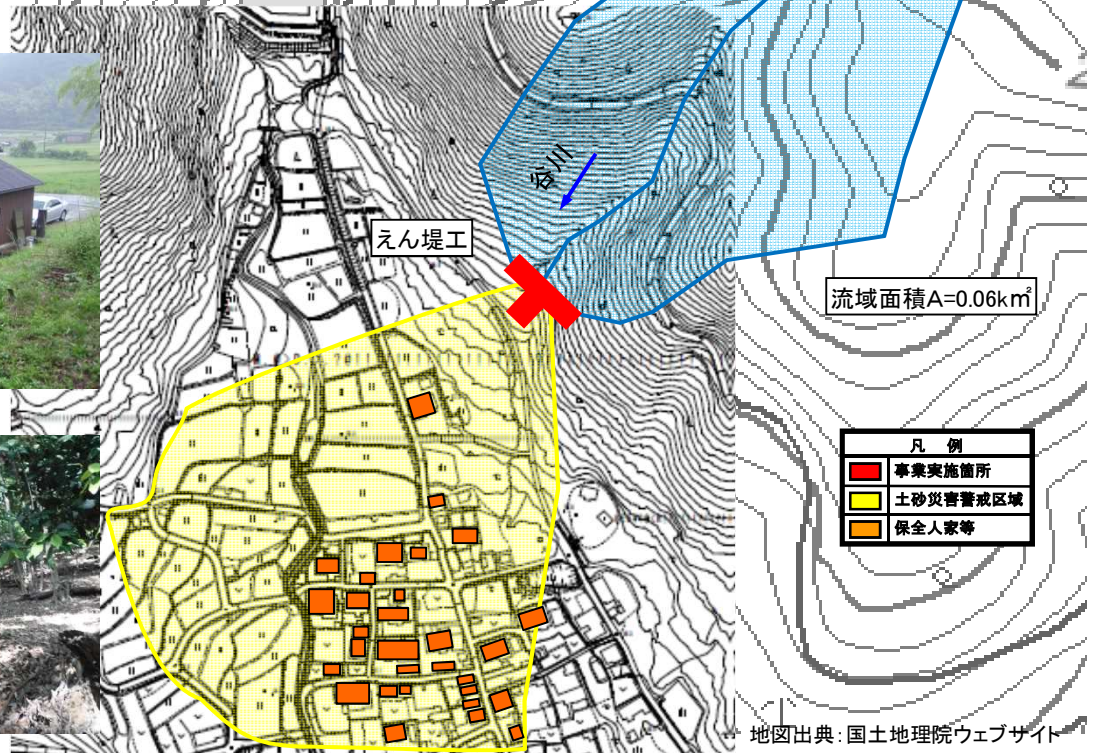 谷川
えん堤工
流域面積A=0.06k㎡
凡 例
事業実施箇所
土砂災害警戒区域
保全人家等
地図出典:国土地理院ウェブサイト